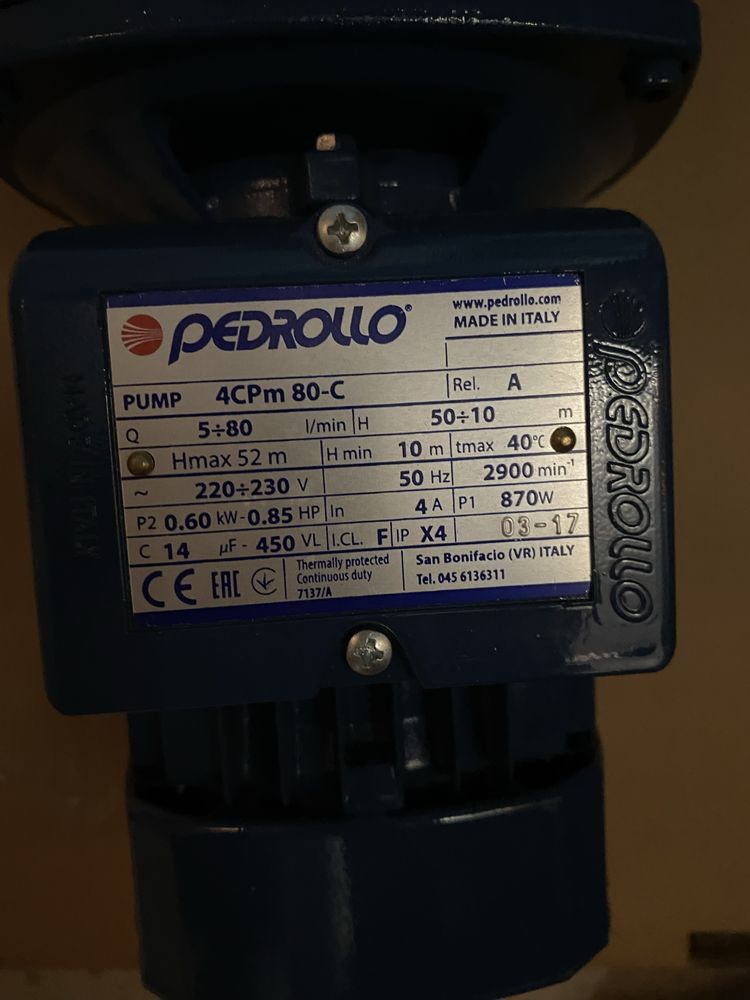 PEDROLLO®
www.pedrollo.com
MADE IN ITALY
PUMP 4CPm 80-C Rel. A
Q 5÷80 l/min H 50÷10 m
Hmax 52 m H min 10 m tmax 40°C
~ 220÷230 V 50 Hz 2900 min⁻¹
P2 0.60 kW-0.85 HP In 4 A P1 870W
C 14 µF - 450 VL I.CL. F IP X4 03-17
CE EAC
Thermally protected
Continuous duty
7137/A
San Bonifacio (VR) ITALY
Tel. 045 6136311
PEDROLLO
MADE IN ITALY